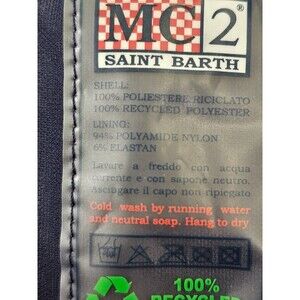 MC2®
SAINT BARTH
SHELL:
100% POLIESTERE RICICLATO
100% RECYCLED POLYESTER
LINING:
94% POLYAMIDE NYLON
6% ELASTAN
Lavare a freddo con acqua
corrente e con sapone neutro.
Asciugare il capo non ripiegato
Cold wash by running water
and neutral soap. Hang to dry
100%
RECYCLE